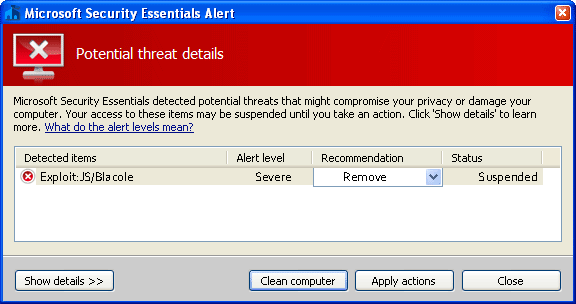 Microsoft Security Essentials Alert
Potential threat details
Microsoft Security Essentials detected potential threats that might compromise your privacy or damage your
computer. Your access to these items may be suspended until you take an action. Click 'Show details' to learn
more. What do the alert levels mean?
Detected items Alert level Recommendation Status
Exploit:JS/Blacole Severe Remove Suspended
Show details >> Clean computer Apply actions Close